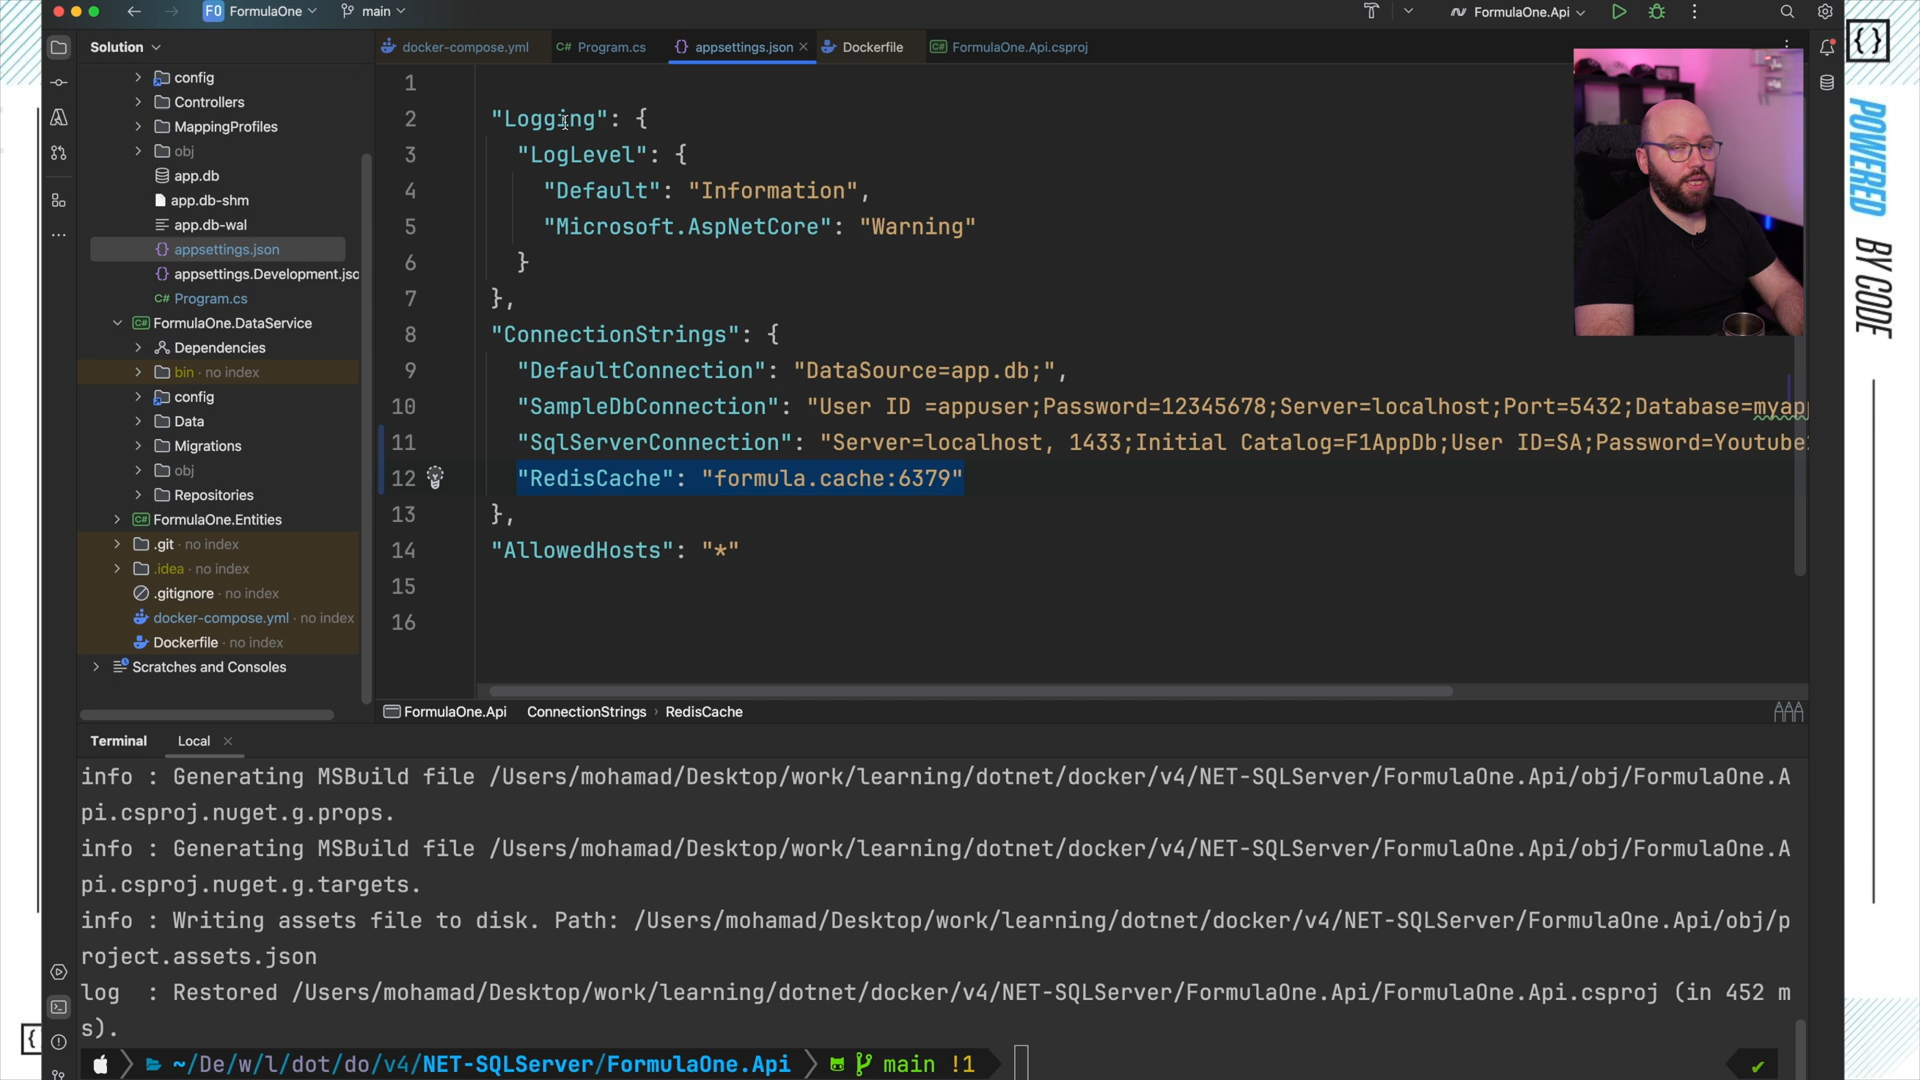 F0 FormulaOne main FormulaOne.Api
Solution
docker-compose.yml C# Program.cs {} appsettings.json Dockerfile C# FormulaOne.Api.csproj
config
Controllers
MappingProfiles
obj
app.db
app.db-shm
app.db-wal
{} appsettings.json
{} appsettings.Development.jso
C# Program.cs
C# FormulaOne.DataService
Dependencies
bin · no index
config
Data
Migrations
obj
Repositories
C# FormulaOne.Entities
.git · no index
.idea · no index
.gitignore · no index
docker-compose.yml · no index
Dockerfile · no index
Scratches and Consoles
1
2 "Logging": {
3 "LogLevel": {
4 "Default": "Information",
5 "Microsoft.AspNetCore": "Warning"
6 }
7 },
8 "ConnectionStrings": {
9 "DefaultConnection": "DataSource=app.db;",
10 "SampleDbConnection": "User ID =appuser;Password=12345678;Server=localhost;Port=5432;Database=myapp
11 "SqlServerConnection": "Server=localhost, 1433;Initial Catalog=F1AppDb;User ID=SA;Password=Youtube
12 "RedisCache": "formula.cache:6379"
13 },
14 "AllowedHosts": "*"
15
16
FormulaOne.Api ConnectionStrings › RedisCache
Terminal Local
info : Generating MSBuild file /Users/mohamad/Desktop/work/learning/dotnet/docker/v4/NET-SQLServer/FormulaOne.Api/obj/FormulaOne.A
pi.csproj.nuget.g.props.
info : Generating MSBuild file /Users/mohamad/Desktop/work/learning/dotnet/docker/v4/NET-SQLServer/FormulaOne.Api/obj/FormulaOne.A
pi.csproj.nuget.g.targets.
info : Writing assets file to disk. Path: /Users/mohamad/Desktop/work/learning/dotnet/docker/v4/NET-SQLServer/FormulaOne.Api/obj/p
roject.assets.json
log : Restored /Users/mohamad/Desktop/work/learning/dotnet/docker/v4/NET-SQLServer/FormulaOne.Api/FormulaOne.Api.csproj (in 452 m
s).
~/De/w/l/dot/do/v4/NET-SQLServer/FormulaOne.Api main !1
{}
POWERED BY CODE